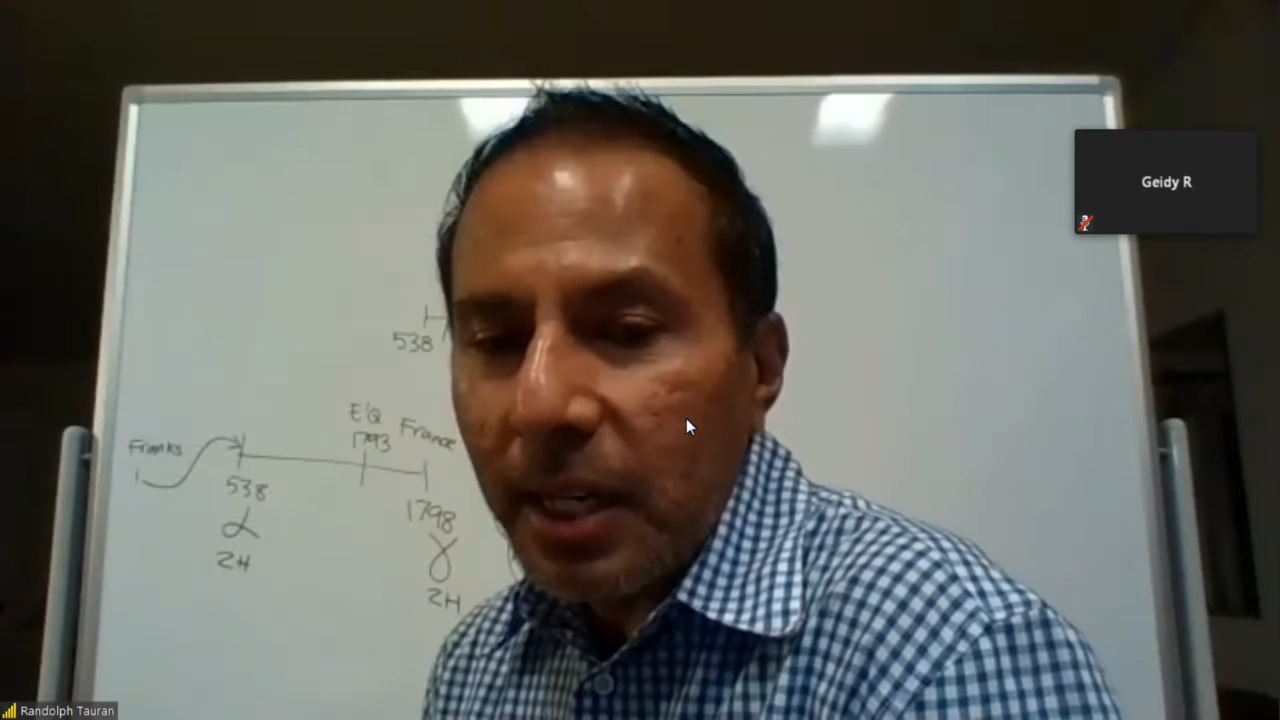 Geidy R
538
E'Q
1793
France
Franks
538
α
2H
1798
γ
2H
Randolph Tauran